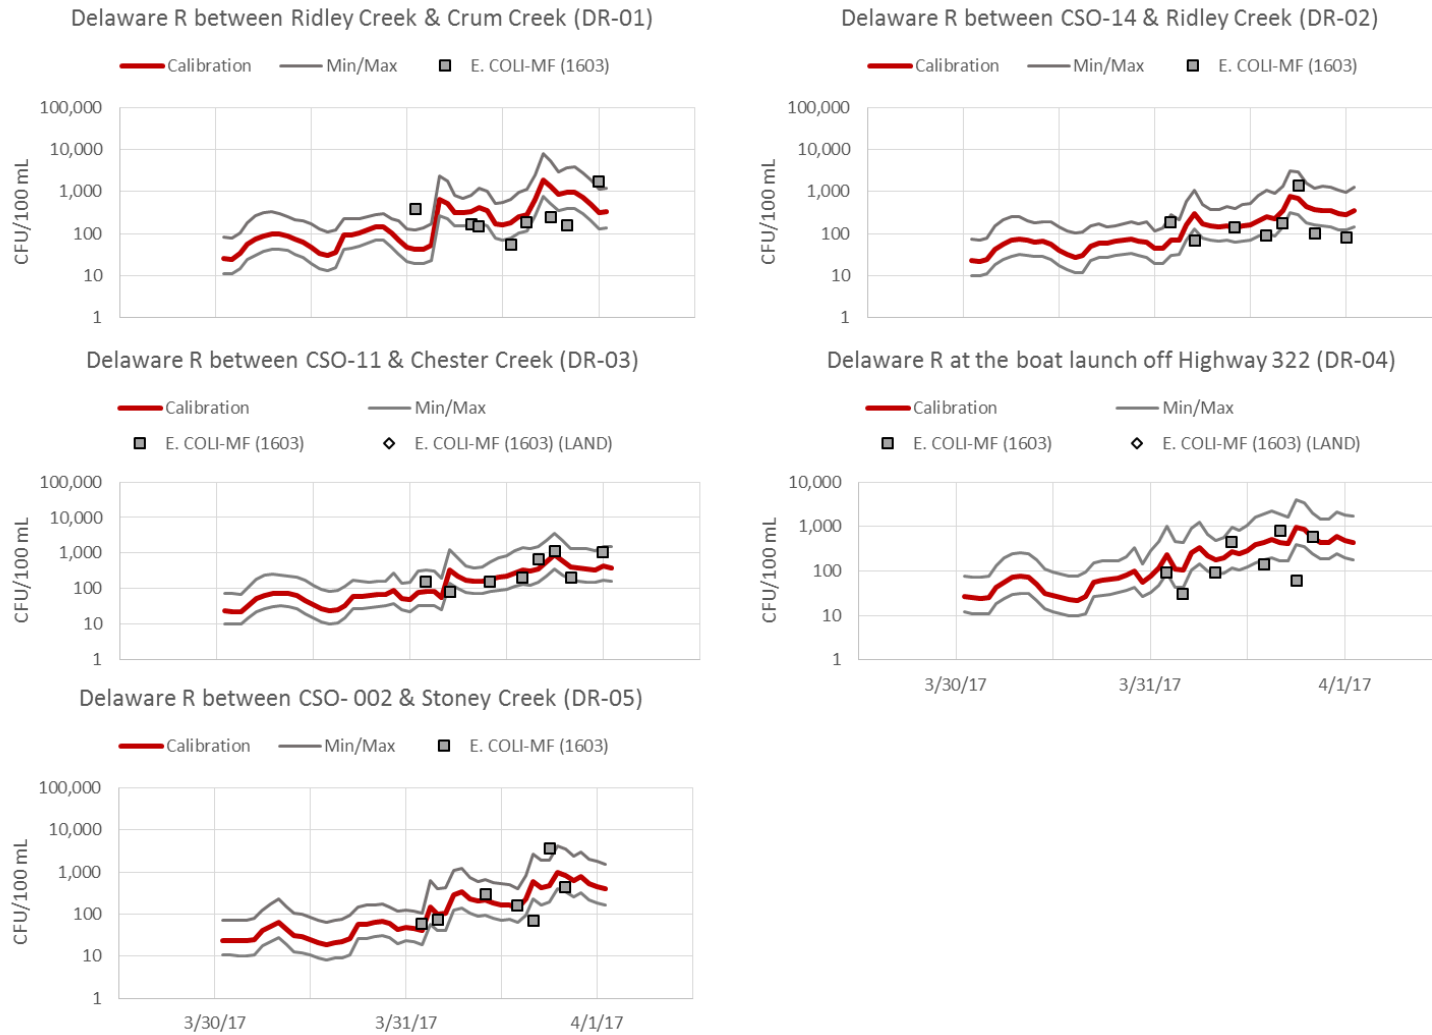 Delaware R between Ridley Creek & Crum Creek (DR-01)
Calibration Min/Max E. COLI-MF (1603)
100,000
10,000
1,000
100
10
1
CFU/100 mL
Delaware R between CSO-14 & Ridley Creek (DR-02)
Calibration Min/Max E. COLI-MF (1603)
100,000
10,000
1,000
100
10
1
CFU/100 mL
Delaware R between CSO-11 & Chester Creek (DR-03)
Calibration Min/Max
E. COLI-MF (1603) E. COLI-MF (1603) (LAND)
100,000
10,000
1,000
100
10
1
CFU/100 mL
Delaware R at the boat launch off Highway 322 (DR-04)
Calibration Min/Max
E. COLI-MF (1603) E. COLI-MF (1603) (LAND)
10,000
1,000
100
10
1
CFU/100 mL
3/30/17 3/31/17 4/1/17
Delaware R between CSO- 002 & Stoney Creek (DR-05)
Calibration Min/Max E. COLI-MF (1603)
100,000
10,000
1,000
100
10
1
CFU/100 mL
3/30/17 3/31/17 4/1/17